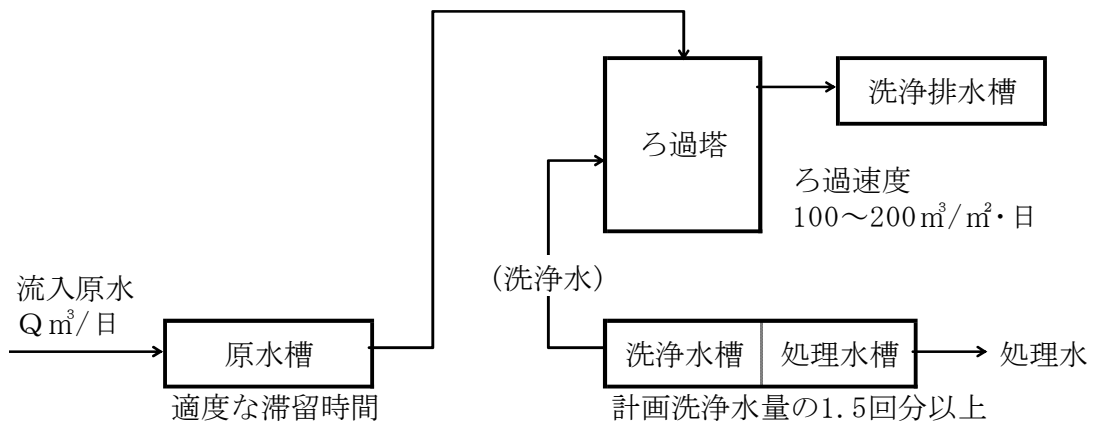 洗浄排水槽
ろ過塔
ろ過速度
100～200㎥/㎡・日
(洗浄水)
流入原水
Q㎥/日
原水槽
洗浄水槽
処理水槽
処理水
適度な滞留時間
計画洗浄水量の1.5回分以上